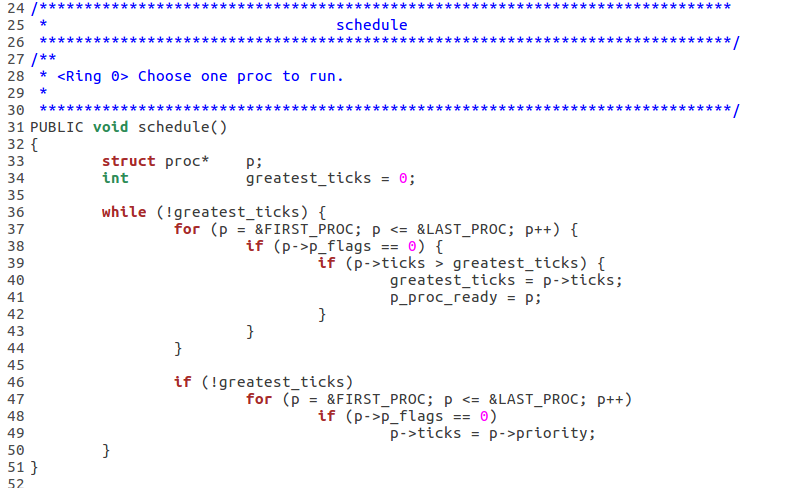 24 /*****************************************************************************
25  *                                schedule
26  *****************************************************************************/
27 /**
28  * <Ring 0> Choose one proc to run.
29  *
30  *****************************************************************************/
31 PUBLIC void schedule()
32 {
33         struct proc*    p;
34         int             greatest_ticks = 0;
35
36         while (!greatest_ticks) {
37                 for (p = &FIRST_PROC; p <= &LAST_PROC; p++) {
38                         if (p->p_flags == 0) {
39                                 if (p->ticks > greatest_ticks) {
40                                         greatest_ticks = p->ticks;
41                                         p_proc_ready = p;
42                                 }
43                         }
44                 }
45
46                 if (!greatest_ticks)
47                         for (p = &FIRST_PROC; p <= &LAST_PROC; p++)
48                                 if (p->p_flags == 0)
49                                         p->ticks = p->priority;
50         }
51 }
52